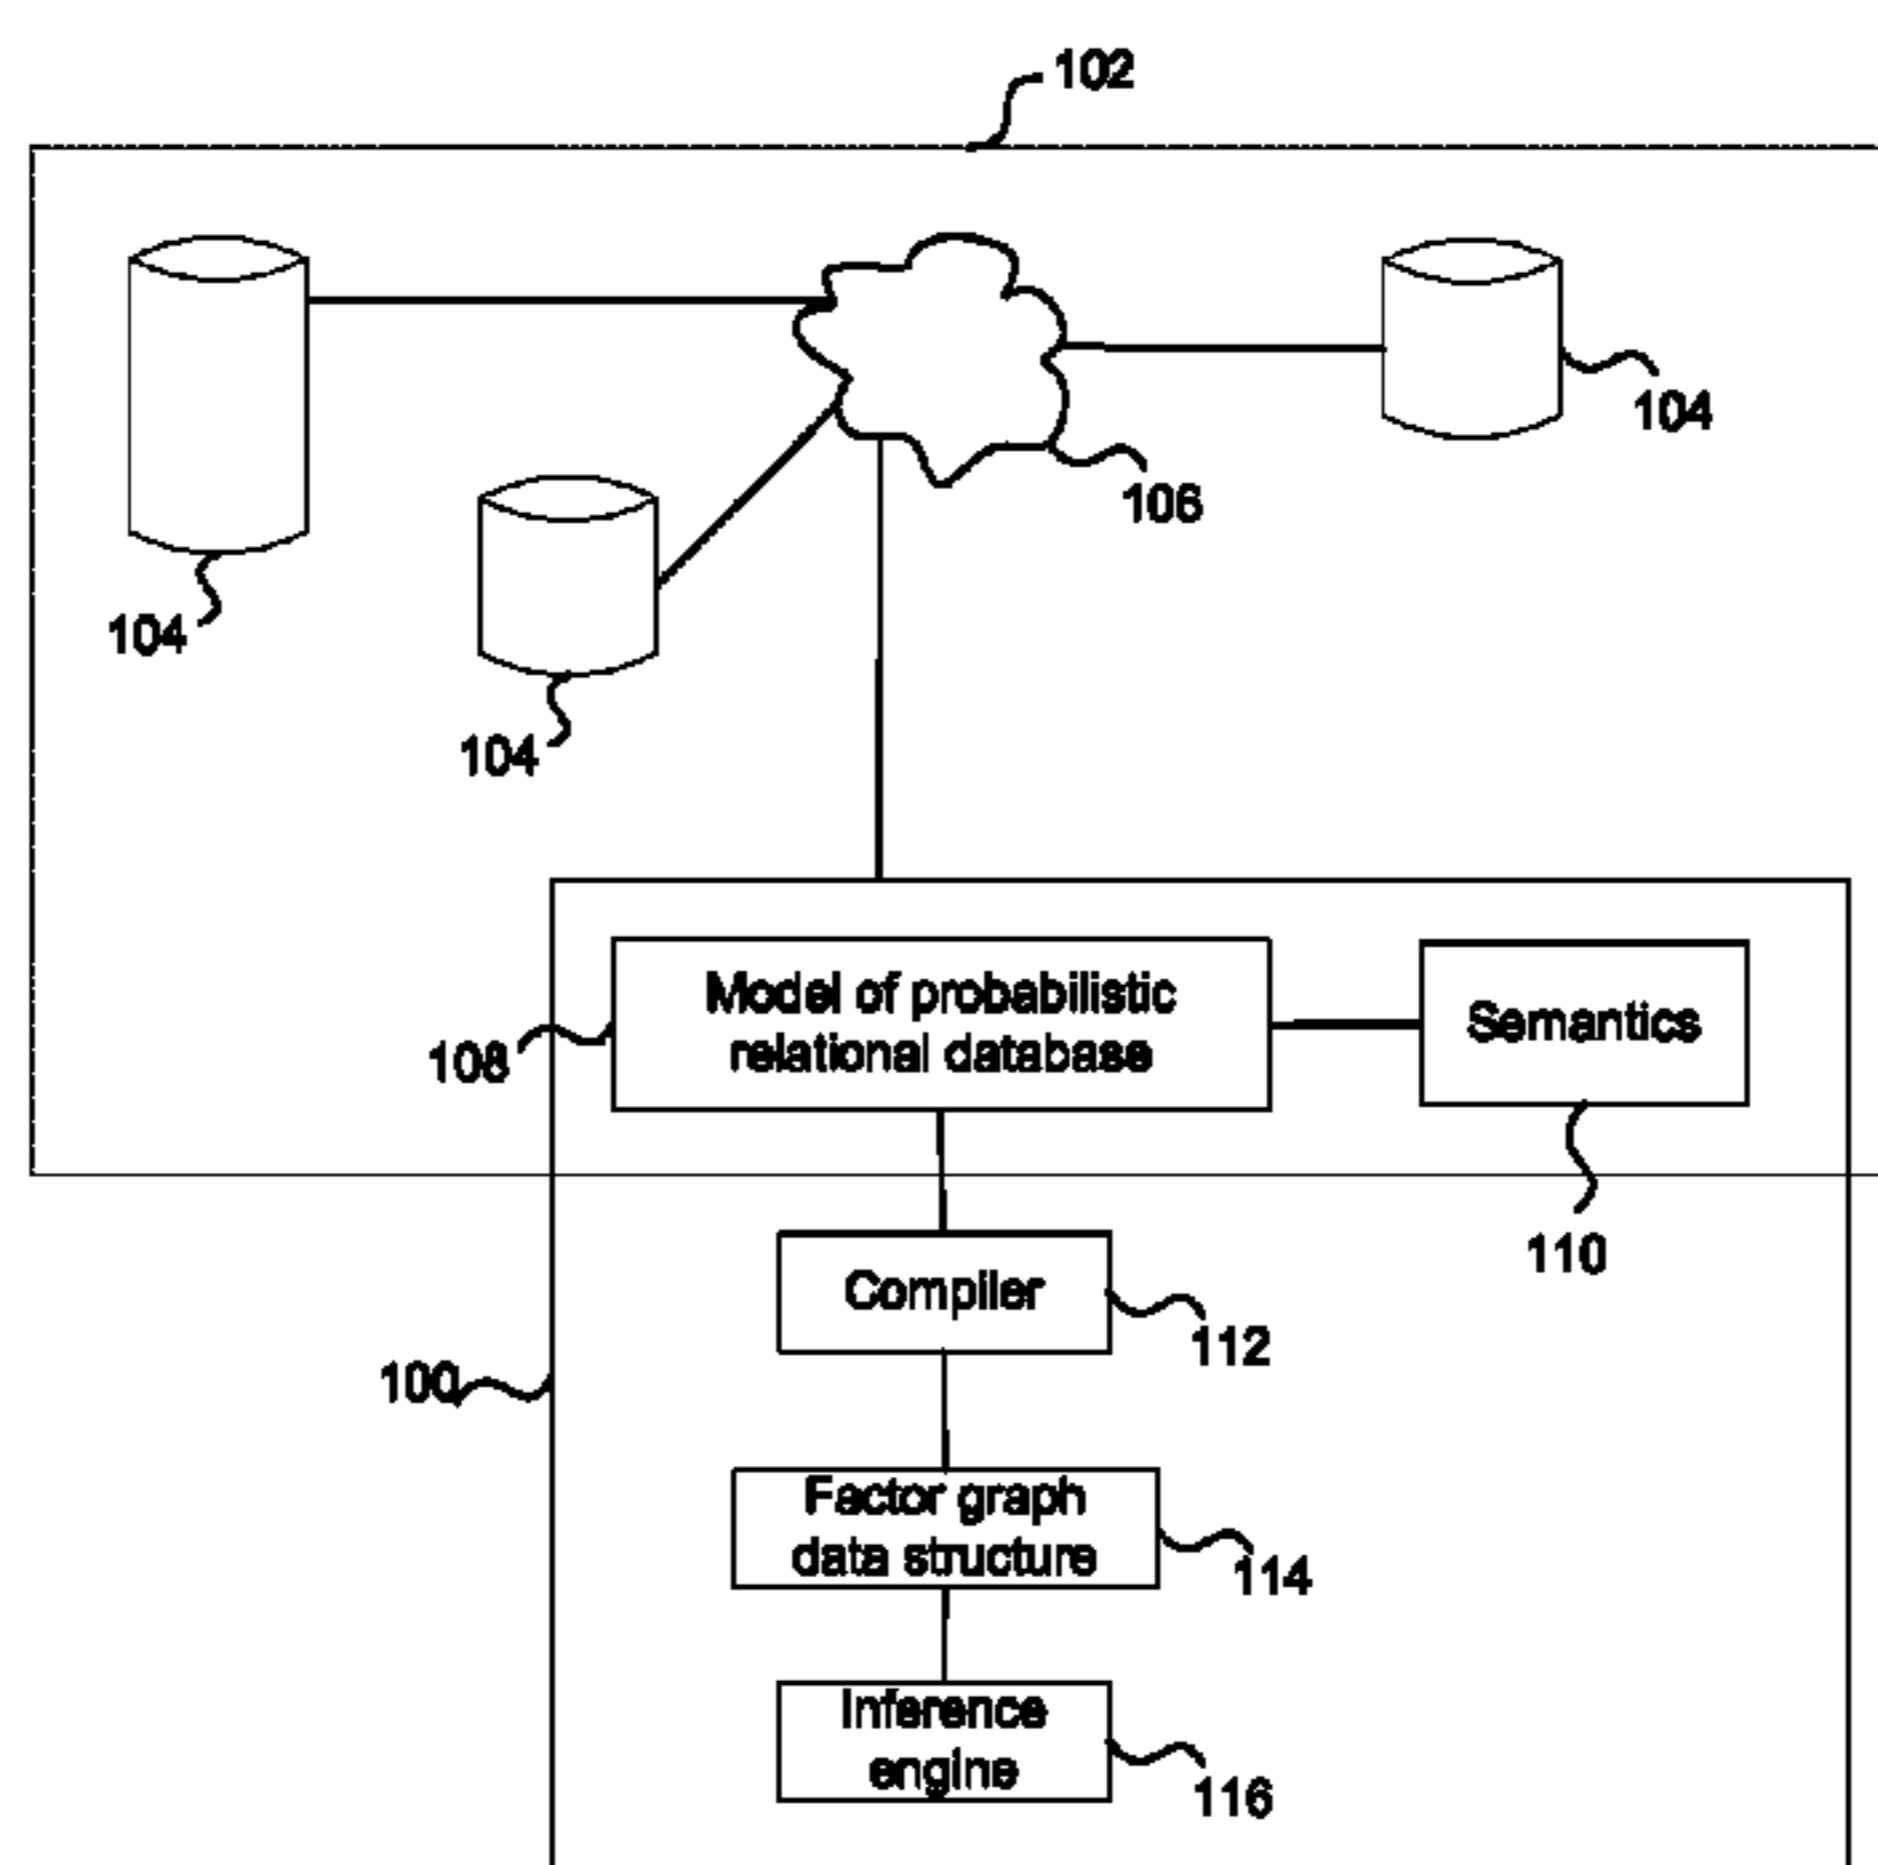 102
104
106
104
104
Model of probabilistic
relational database
Semantics
108
110
Compiler
112
100
Factor graph
data structure
114
Inference
engine
116